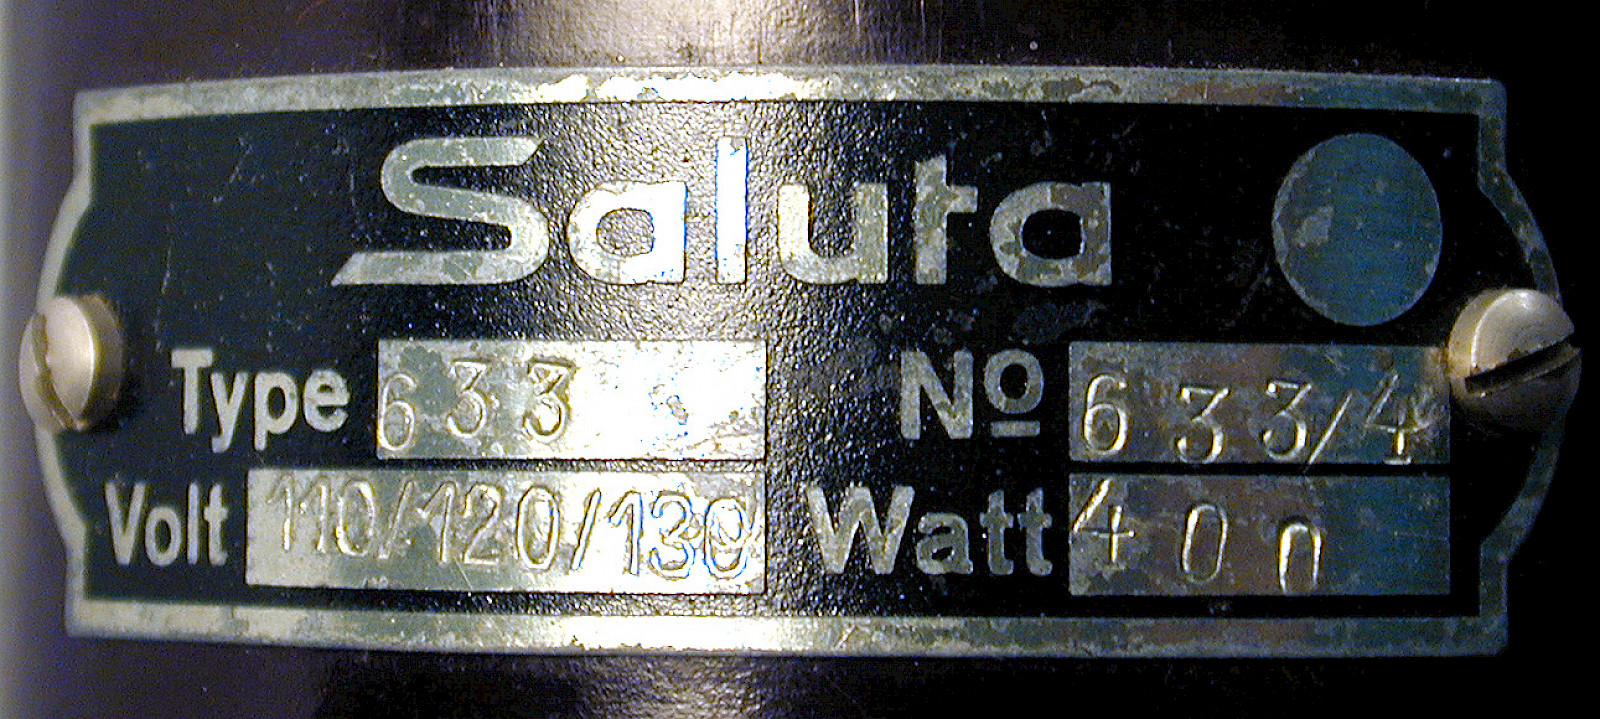 Saluta
Type 633 Nº 633/4
Volt 110/120/130 Watt 400